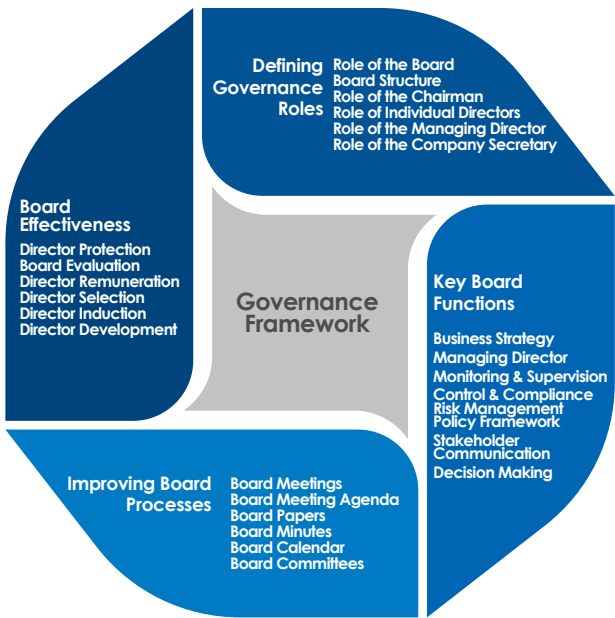 Defining
Governance
Roles
Role of the Board
Board Structure
Role of the Chairman
Role of Individual Directors
Role of the Managing Director
Role of the Company Secretary
Board
Effectiveness
Director Protection
Board Evaluation
Director Remuneration
Director Selection
Director Induction
Director Development
Governance
Framework
Key Board
Functions
Business Strategy
Managing Director
Monitoring & Supervision
Control & Compliance
Risk Management
Policy Framework
Stakeholder
Communication
Decision Making
Improving Board
Processes
Board Meetings
Board Meeting Agenda
Board Papers
Board Minutes
Board Calendar
Board Committees